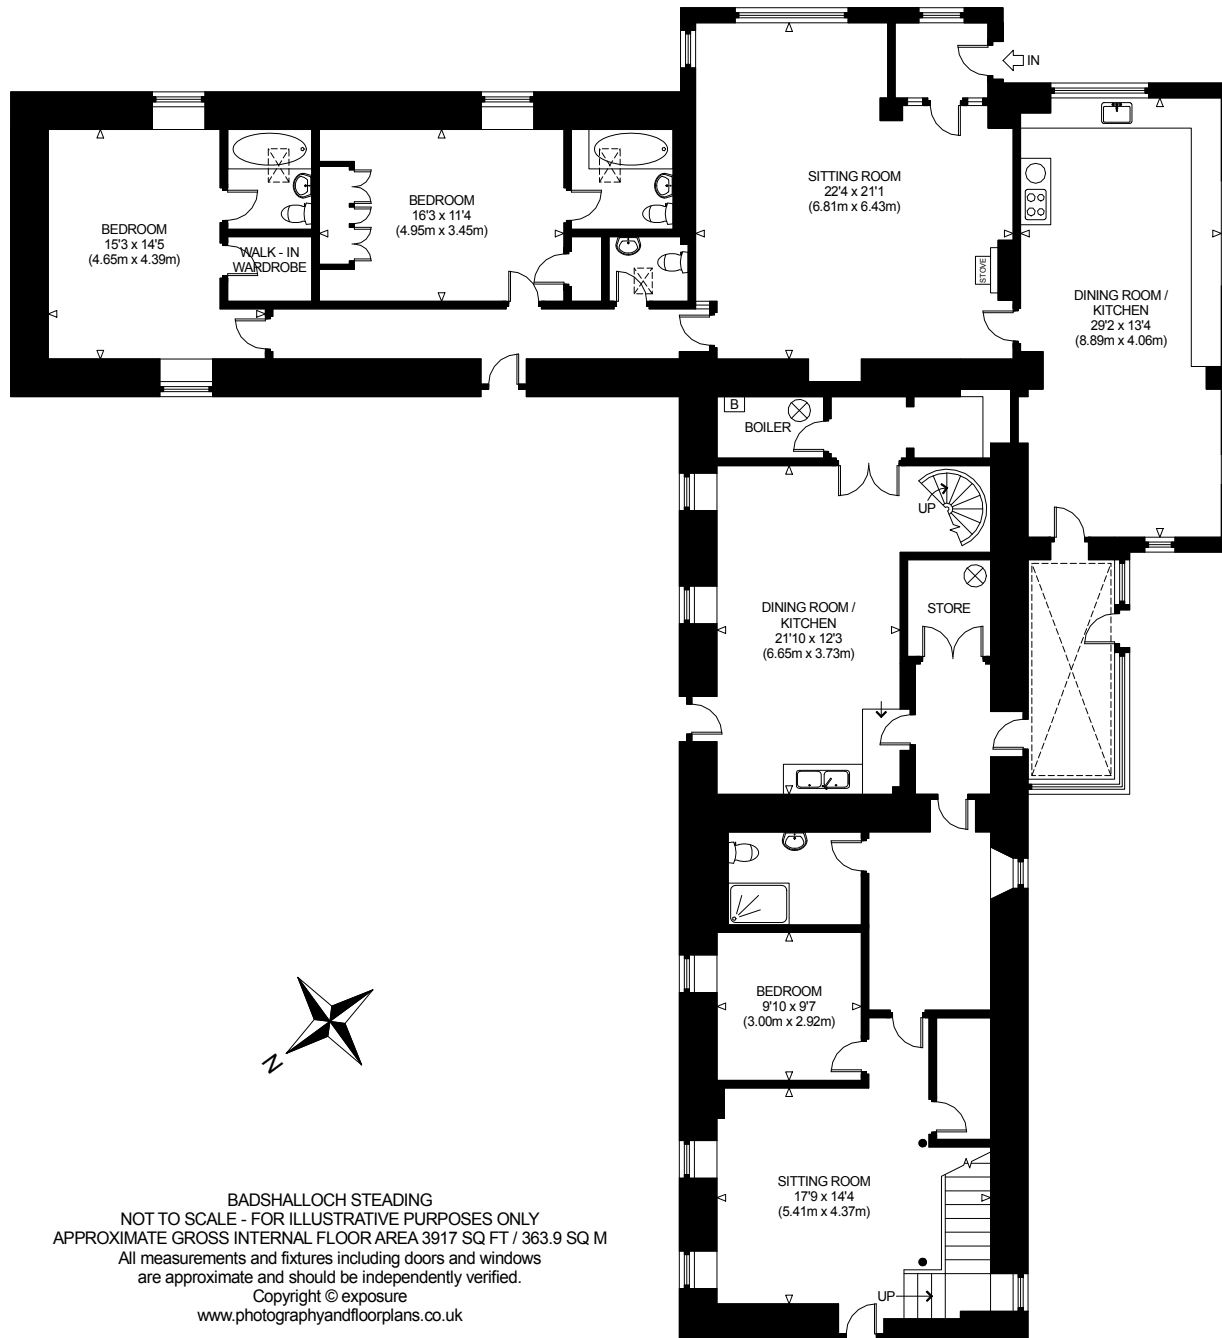 IN
SITTING ROOM
22'4 x 21'1
(6.81m x 6.43m)
BEDROOM
16'3 x 11'4
(4.95m x 3.45m)
BEDROOM
15'3 x 14'5
(4.65m x 4.39m)
WALK - IN
WARDROBE
STOVE
DINING ROOM /
KITCHEN
29'2 x 13'4
(8.89m x 4.06m)
B
BOILER
UP
DINING ROOM /
KITCHEN
21'10 x 12'3
(6.65m x 3.73m)
STORE
BEDROOM
9'10 x 9'7
(3.00m x 2.92m)
N
SITTING ROOM
17'9 x 14'4
(5.41m x 4.37m)
UP
BADSHALLOCH STEADING
NOT TO SCALE - FOR ILLUSTRATIVE PURPOSES ONLY
APPROXIMATE GROSS INTERNAL FLOOR AREA 3917 SQ FT / 363.9 SQ M
All measurements and fixtures including doors and windows
are approximate and should be independently verified.
Copyright © exposure
www.photographyandfloorplans.co.uk